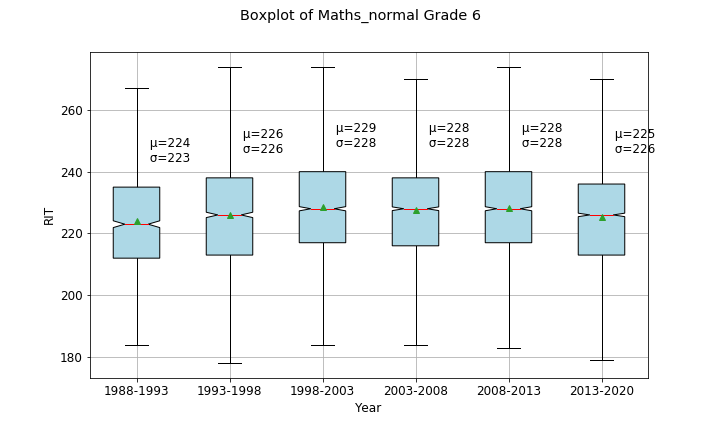 Boxplot of Maths_normal Grade 6
RIT
260
240
220
200
180
μ=224
σ=223
μ=226
σ=226
μ=229
σ=228
μ=228
σ=228
μ=228
σ=228
μ=225
σ=226
1988-1993 1993-1998 1998-2003 2003-2008 2008-2013 2013-2020
Year